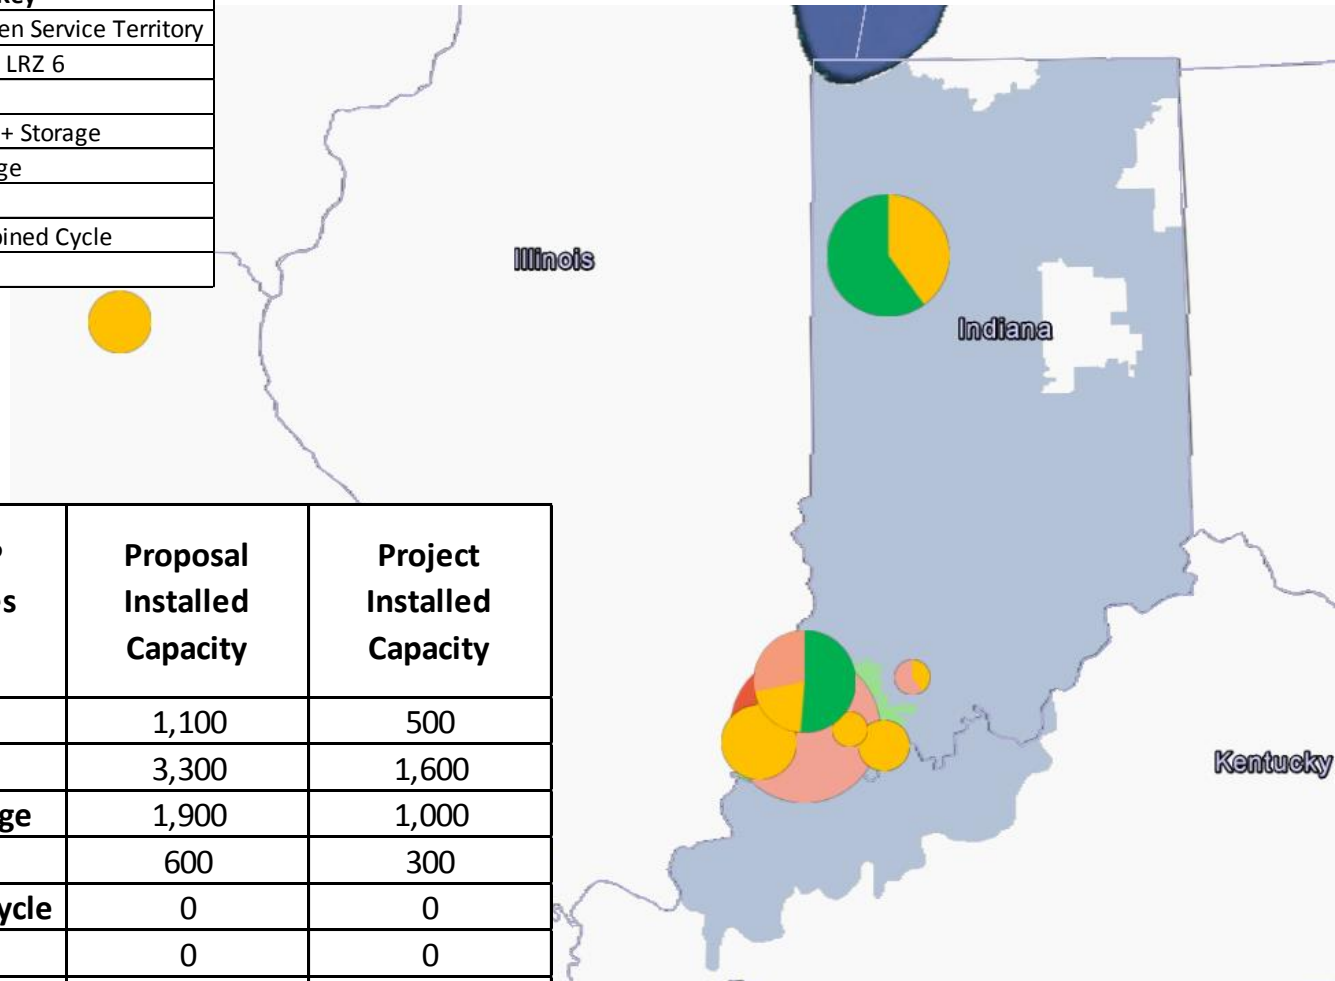 en Service Territory
LRZ 6
+ Storage
ge
ined Cycle
Illinois
Indiana
Kentucky
s
Proposal
Installed
Capacity
Project
Installed
Capacity
1,100 500
3,300 1,600
ge 1,900 1,000
600 300
ycle 0 0
0 0